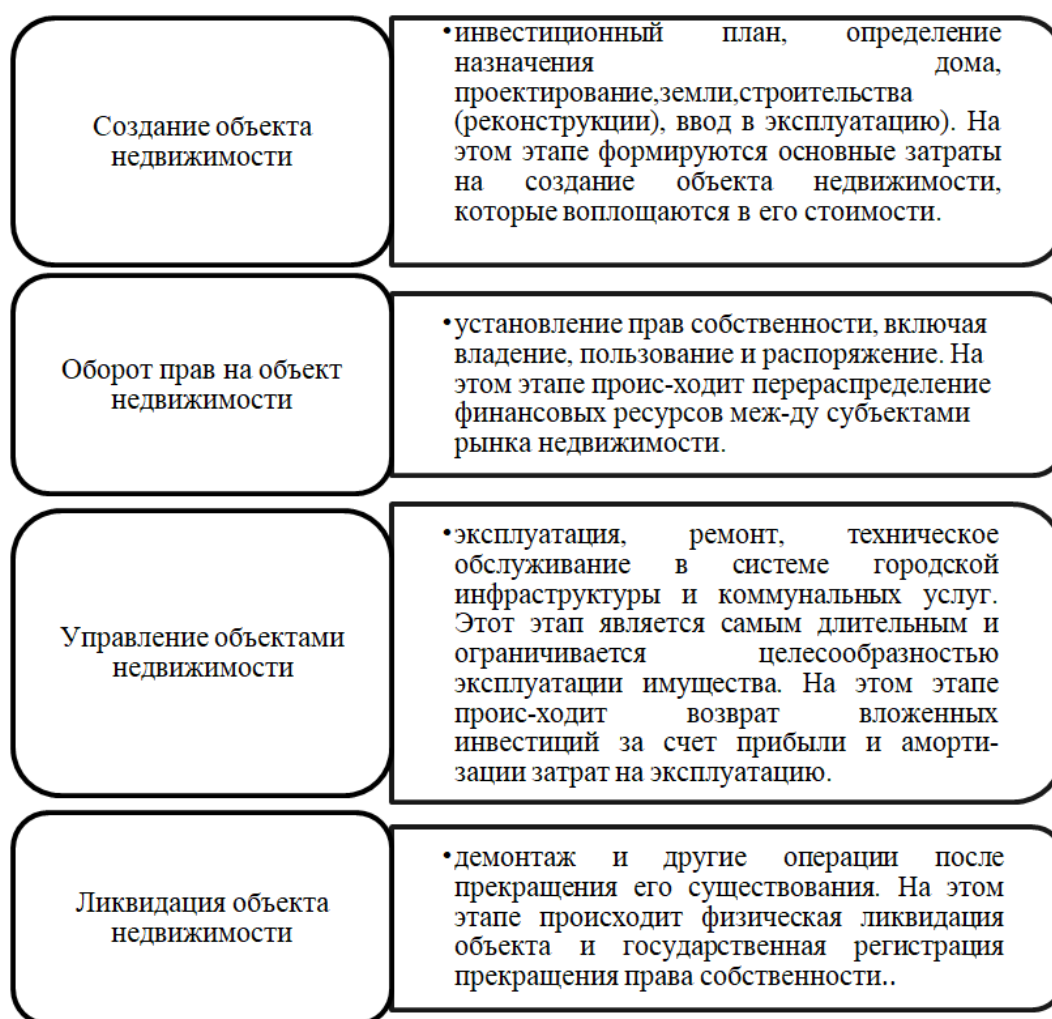 Создание объекта
недвижимости
•инвестиционный план, определение
назначения дома,
проектирование,земли,строительства
(реконструкции), ввод в эксплуатацию). На
этом этапе формируются основные затраты
на создание объекта недвижимости,
которые воплощаются в его стоимости.
Оборот прав на объект
недвижимости
•установление прав собственности, включая
владение, пользование и распоряжение. На
этом этапе проис-ходит перераспределение
финансовых ресурсов меж-ду субъектами
рынка недвижимости.
Управление объектами
недвижимости
•эксплуатация, ремонт, техническое
обслуживание в системе городской
инфраструктуры и коммунальных услуг.
Этот этап является самым длительным и
ограничивается целесообразностью
эксплуатации имущества. На этом этапе
проис-ходит возврат вложенных
инвестиций за счет прибыли и аморти-
зации затрат на эксплуатацию.
Ликвидация объекта
недвижимости
•демонтаж и другие операции после
прекращения его существования. На этом
этапе происходит физическая ликвидация
объекта и государственная регистрация
прекращения права собственности..